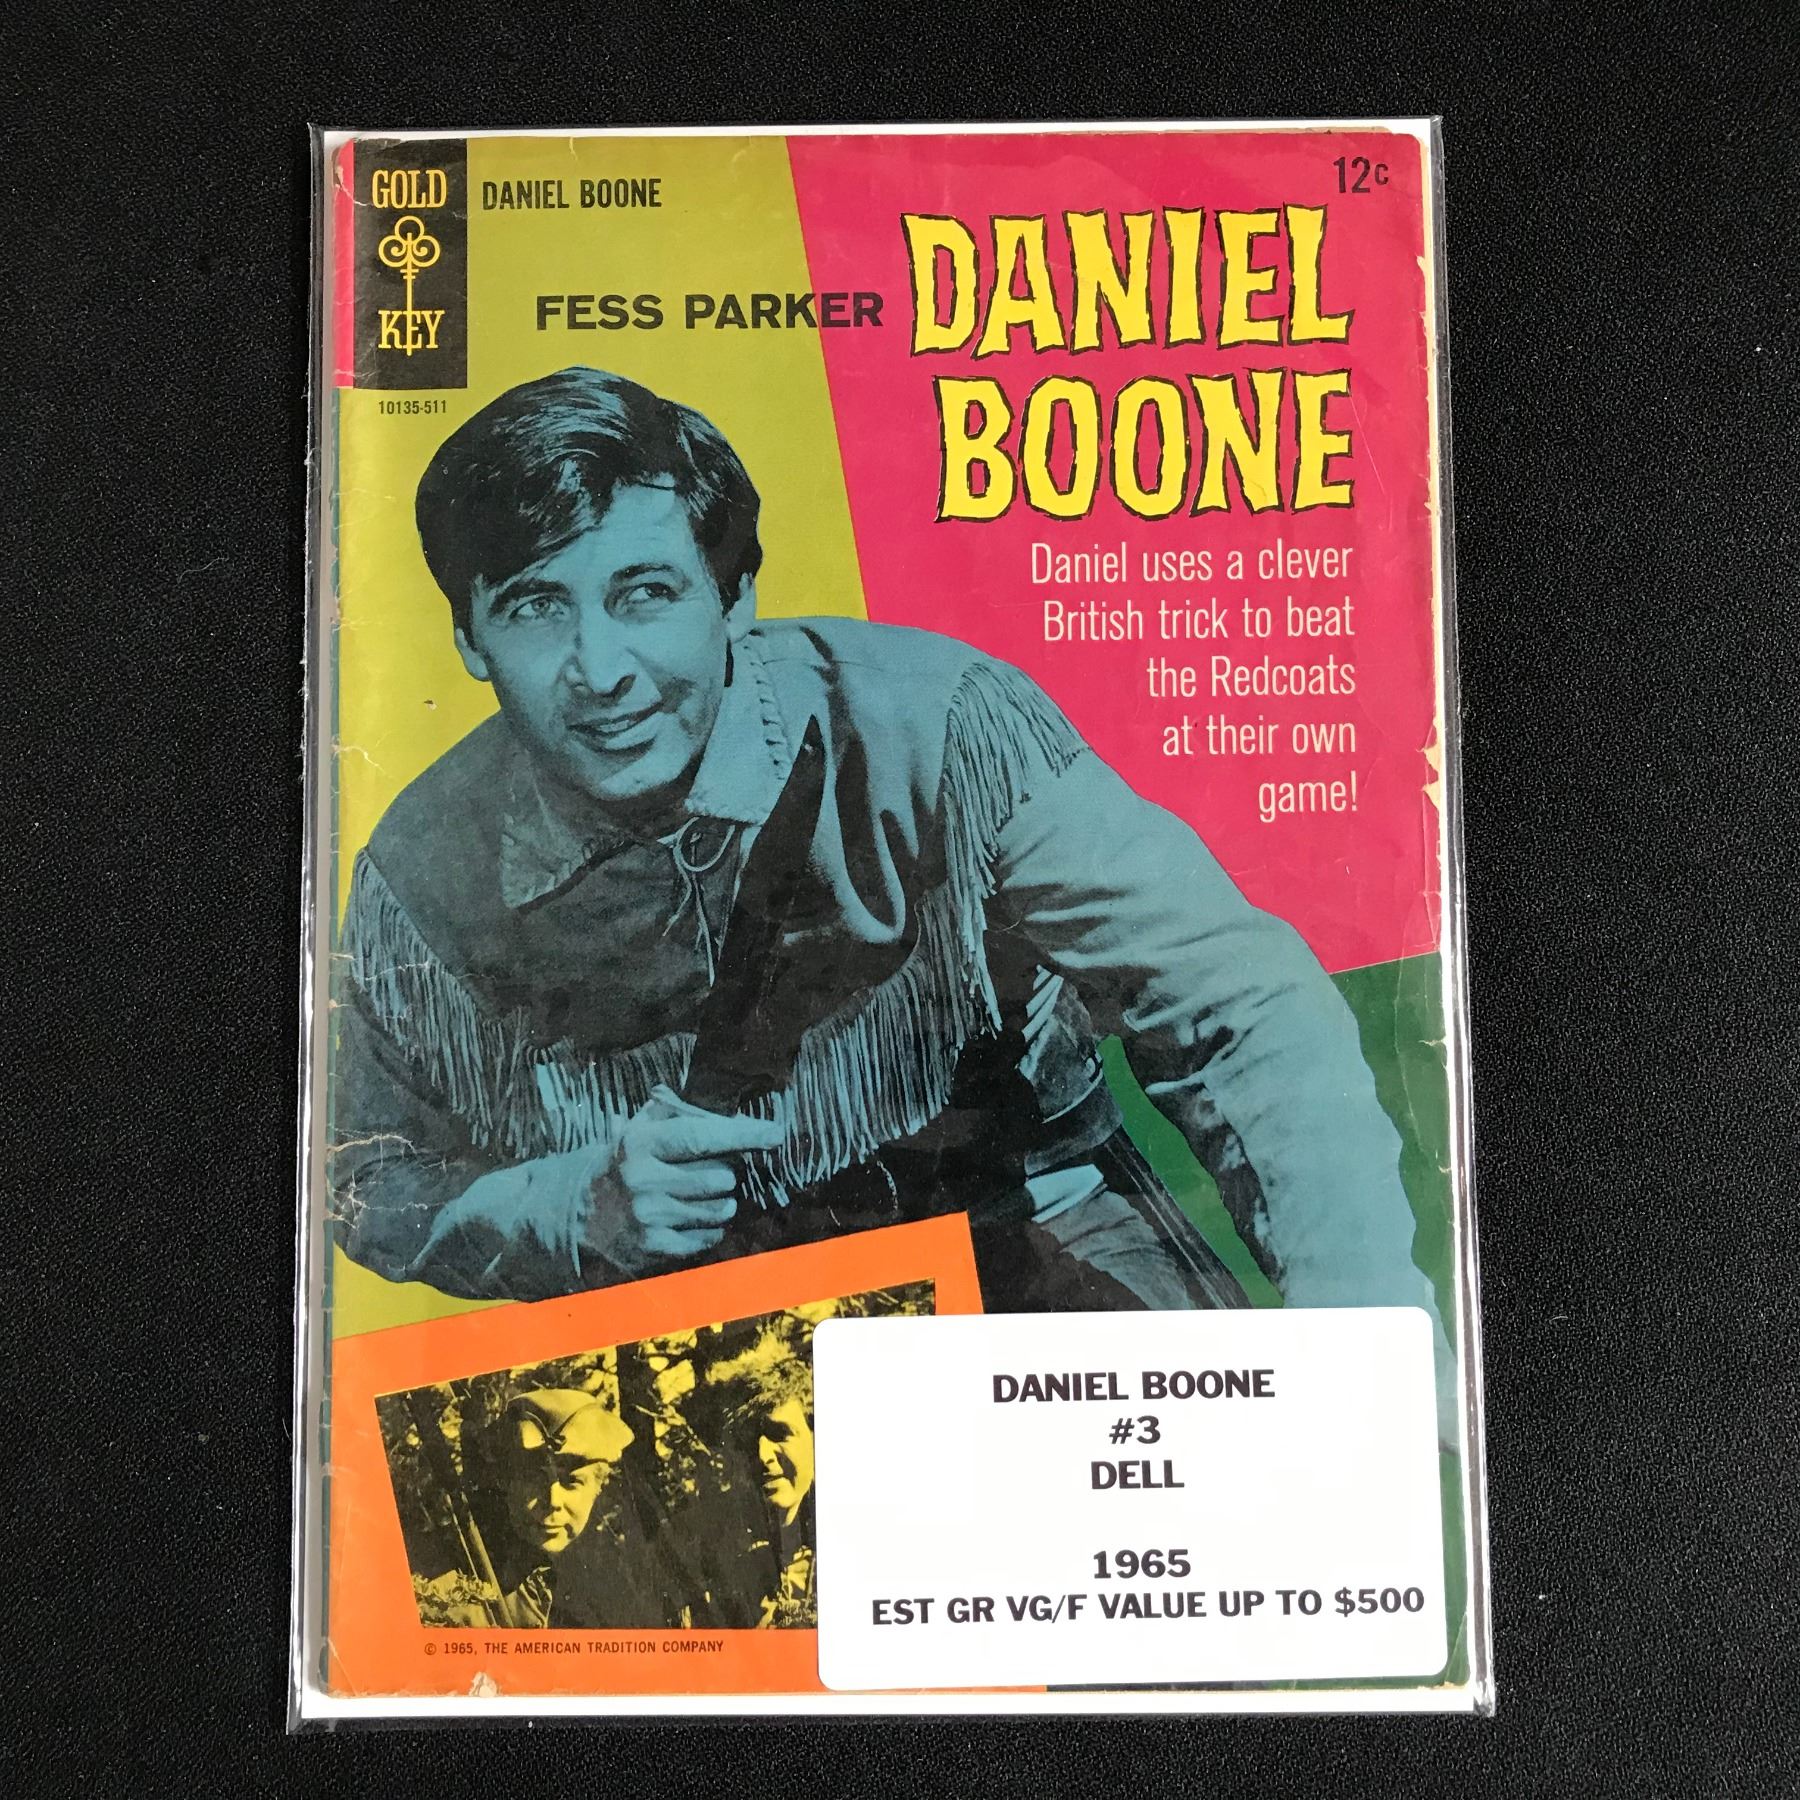 GOLD
KEY
DANIEL BOONE
12c
FESS PARKER
DANIEL
BOONE
10135-511
Daniel uses a clever
British trick to beat
the Redcoats
at their own
game!
DANIEL BOONE
#3
DELL
1965
EST GR VG/F VALUE UP TO $500
© 1965, THE AMERICAN TRADITION COMPANY